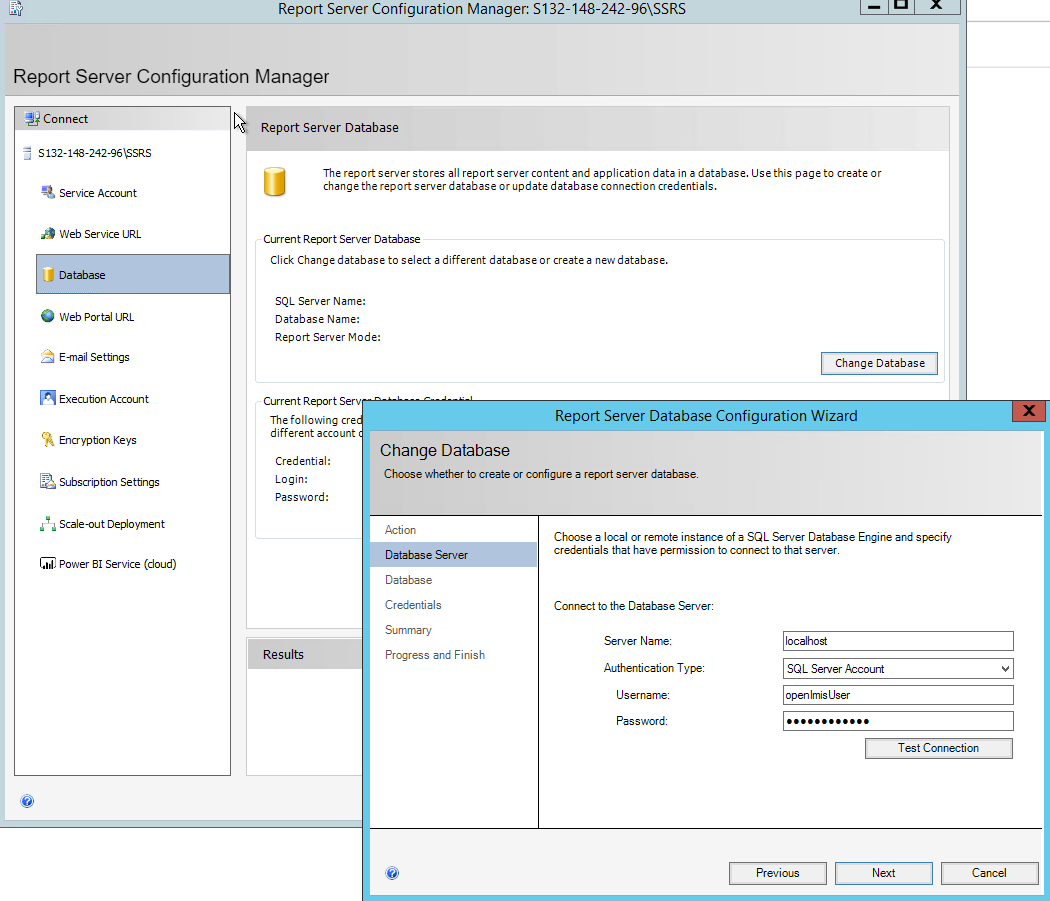 Report Server Configuration Manager: S132-148-242-96\SSRS
Report Server Configuration Manager
Connect
S132-148-242-96\SSRS
Service Account
Web Service URL
Database
Web Portal URL
E-mail Settings
Execution Account
Encryption Keys
Subscription Settings
Scale-out Deployment
Power BI Service (cloud)
Report Server Database
The report server stores all report server content and application data in a database. Use this page to create or
change the report server database or update database connection credentials.
Current Report Server Database
Click Change database to select a different database or create a new database.
SQL Server Name:
Database Name:
Report Server Mode:
Change Database
Current Report Server Database Credential
The following cred
different account
Credential:
Login:
Password:
Results
Report Server Database Configuration Wizard
Change Database
Choose whether to create or configure a report server database.
Action
Database Server
Database
Credentials
Summary
Progress and Finish
Choose a local or remote instance of a SQL Server Database Engine and specify
credentials that have permission to connect to that server.
Connect to the Database Server:
Server Name:
localhost
Authentication Type:
SQL Server Account
Username:
openImisUser
Password:
●●●●●●●●●●●●
Test Connection
Previous
Next
Cancel